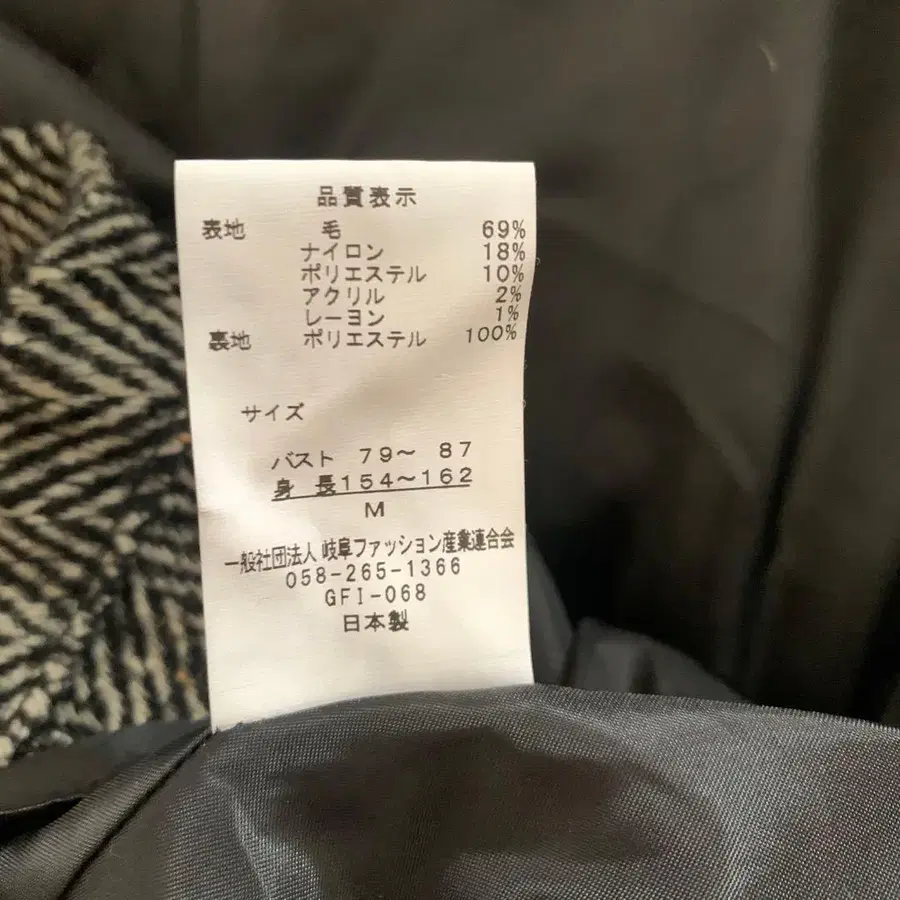 品質表示
表地 毛 69%
ナイロン 18%
ポリエステル 10%
アクリル 2%
レーヨン 1%
裏地 ポリエステル 100%
サイズ
バスト 79〜 87
身 長154〜162
M
一般社団法人 岐阜ファッション産業連合会
058-265-1366
GFI-068
日本製